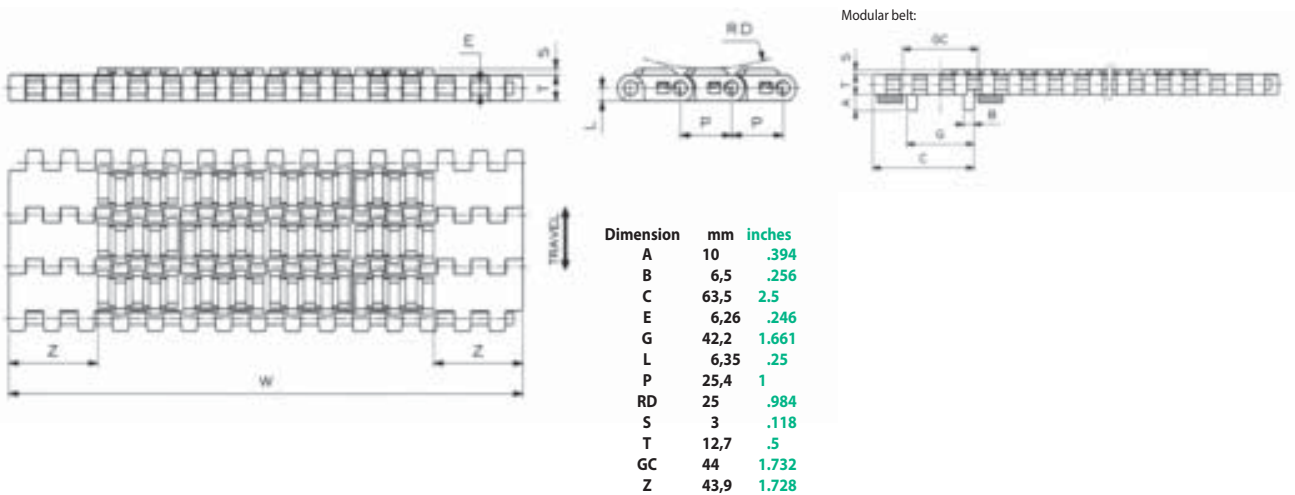 Modular belt:
E
S
T
RD
L
P
P
GC
S
T
A
B
G
C
TRAVEL
Z
Z
W
Dimension mm inches
A 10 .394
B 6,5 .256
C 63,5 2.5
E 6,26 .246
G 42,2 1.661
L 6,35 .25
P 25,4 1
RD 25 .984
S 3 .118
T 12,7 .5
GC 44 1.732
Z 43,9 1.728